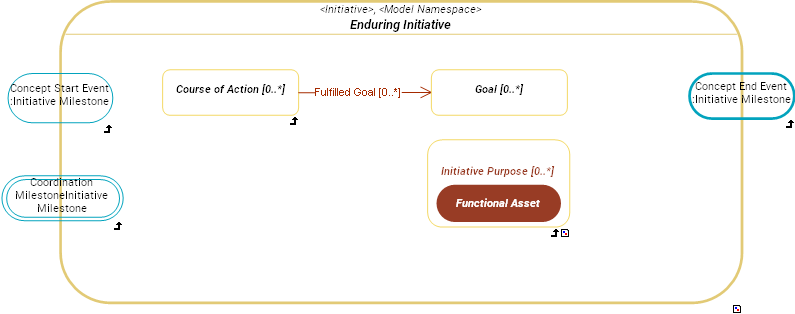 <Initiative>, <Model Namespace>
Enduring Initiative
Concept Start Event
:Initiative Milestone
Course of Action [0..*]
Fulfilled Goal [0..*]
Goal [0..*]
Concept End Event
:Initiative Milestone
Coordination
MilestoneInitiative
Milestone
Initiative Purpose [0..*]
Functional Asset